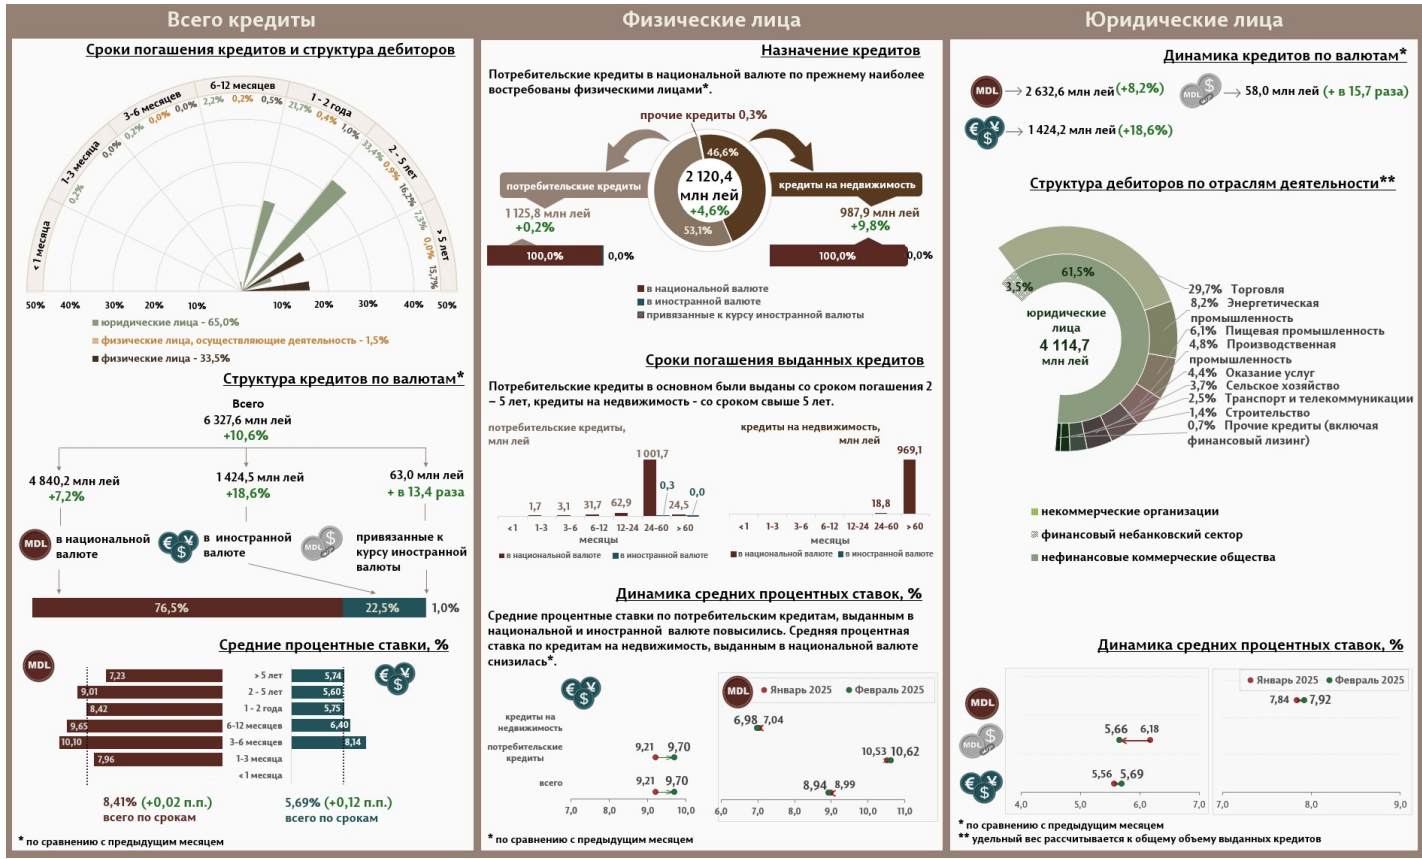 Всего кредиты
Сроки погашения кредитов и структура дебиторов
< 1 месяца
1-3 месяца
3-6 месяцев
6-12 месяцев
1 - 2 года
2 - 5 лет
> 5 лет
0,2%
0,0%
0,2%
0,0%
0,0%
2,2%
0,2%
0,5%
21,7%
0,4%
1,0%
33,4%
0,9%
16,2%
7,3%
0,0%
15,7%
50% 40% 30% 20% 10% 10% 20% 30% 40% 50%
юридические лица - 65,0%
физические лица, осуществляющие деятельность - 1,5%
физические лица - 33,5%
Структура кредитов по валютам*
Всего
6 327,6 млн лей
+10,6%
4 840,2 млн лей
+7,2%
1 424,5 млн лей
+18,6%
63,0 млн лей
+ в 13,4 раза
MDL
в национальной
валюте
€ ¥ $
в иностранной
валюте
MDL $
привязанные к
курсу иностранной
валюты
76,5% 22,5% 1,0%
Средние процентные ставки, %
MDL
€ ¥ $
7,23 > 5 лет 5,74
9,01 2 - 5 лет 5,60
8,42 1 - 2 года 5,75
9,65 6-12 месяцев 6,40
10,10 3-6 месяцев 8,14
7,96 1-3 месяца
< 1 месяца
8,41% (+0,02 п.п.)
всего по срокам
5,69% (+0,12 п.п.)
всего по срокам
* по сравнению с предыдущим месяцем
Физические лица
Назначение кредитов
Потребительские кредиты в национальной валюте по прежнему наиболее
востребованы физическими лицами*.
прочие кредиты 0,3%
46,6%
2 120,4
млн лей
+4,6%
53,1%
потребительские кредиты
1 125,8 млн лей
+0,2%
100,0% 0,0%
кредиты на недвижимость
987,9 млн лей
+9,8%
100,0% 0,0%
в национальной валюте
в иностранной валюте
привязанные к курсу иностранной валюты
Сроки погашения выданных кредитов
Потребительские кредиты в основном были выданы со сроком погашения 2
– 5 лет, кредиты на недвижимость - со сроком свыше 5 лет.
потребительские кредиты,
млн лей
1,7 3,1 31,7 62,9 1 001,7 0,3 24,5 0,0
< 1 1-3 3-6 6-12 12-24 24-60 > 60
месяцы
в национальной валюте в иностранной валюте
кредиты на недвижимость,
млн лей
18,8 969,1
< 1 1-3 3-6 6-12 12-24 24-60 > 60
месяцы
в национальной валюте в иностранной валюте
Динамика средних процентных ставок, %
Средние процентные ставки по потребительским кредитам, выданным в
национальной и иностранной валюте повысились. Средняя процентная
ставка по кредитам на недвижимость, выданным в национальной валюте
снизилась*.
€ ¥ $
MDL
Январь 2025 Февраль 2025
кредиты на
недвижимость
6,98 7,04
потребительские
кредиты
9,21 9,70
10,53 10,62
всего
9,21 9,70
8,94 8,99
7,0 8,0 9,0 10,0
6,0 7,0 8,0 9,0 10,0 11,0
* по сравнению с предыдущим месяцем
Юридические лица
Динамика кредитов по валютам*
MDL 2 632,6 млн лей (+8,2%)
MDL $ 58,0 млн лей (+ в 15,7 раза)
€ ¥ $ 1 424,2 млн лей (+18,6%)
Структура дебиторов по отраслям деятельности**
61,5%
3,5%
юридические
лица
4 114,7
млн лей
29,7% Торговля
8,2% Энергетическая
промышленность
6,1% Пищевая промышленность
4,8% Производственная
промышленность
4,4% Оказание услуг
3,7% Сельское хозяйство
2,5% Транспорт и телекоммуникации
1,4% Строительство
0,7% Прочие кредиты (включая
финансовый лизинг)
некоммерческие организации
финансовый небанковский сектор
нефинансовые коммерческие общества
Динамика средних процентных ставок, %
Январь 2025 Февраль 2025
MDL
7,84 7,92
MDL $
5,66 6,18
€ ¥ $
5,56 5,69
4,0 5,0 6,0 7,0
7,0 8,0 9,0
* по сравнению с предыдущим месяцем
** удельный вес рассчитывается к общему объему выданных кредитов